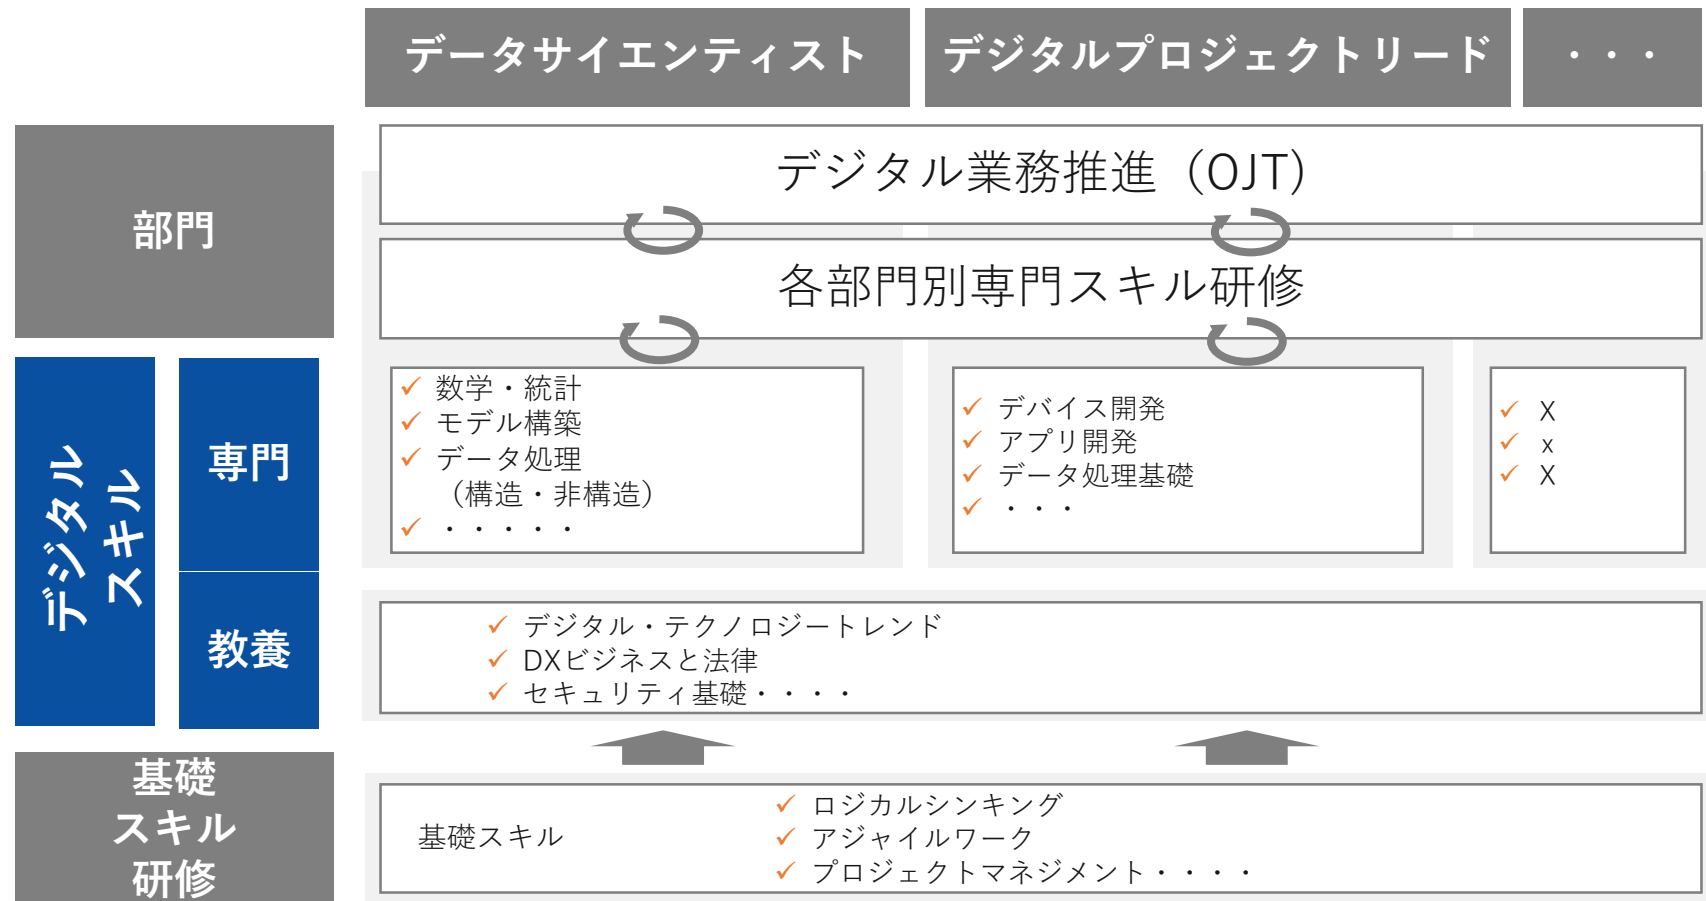 データサイエンティスト
デジタルプロジェクトリード
・・・
部門
デジタル業務推進（OJT）
各部門別専門スキル研修
デジタル
スキル
専門
✓ 数学・統計
✓ モデル構築
✓ データ処理
（構造・非構造）
✓ ・・・・・
✓ デバイス開発
✓ アプリ開発
✓ データ処理基礎
✓ ・・・
✓ X
✓ x
✓ X
教養
✓ デジタル・テクノロジートレンド
✓ DXビジネスと法律
✓ セキュリティ基礎・・・・
基礎
スキル
研修
基礎スキル
✓ ロジカルシンキング
✓ アジャイルワーク
✓ プロジェクトマネジメント・・・・